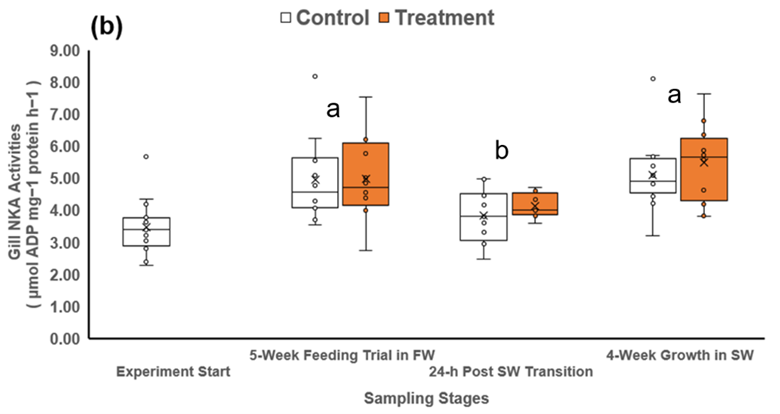 (b)
Control Treatment
9.00
8.00
7.00
6.00
5.00
4.00
3.00
2.00
1.00
0.00
Gill NKA Activities
( µmol ADP mg−1 protein h−1 )
a
b
a
Experiment Start
5-Week Feeding Trial in FW
24-h Post SW Transition
4-Week Growth in SW
Sampling Stages